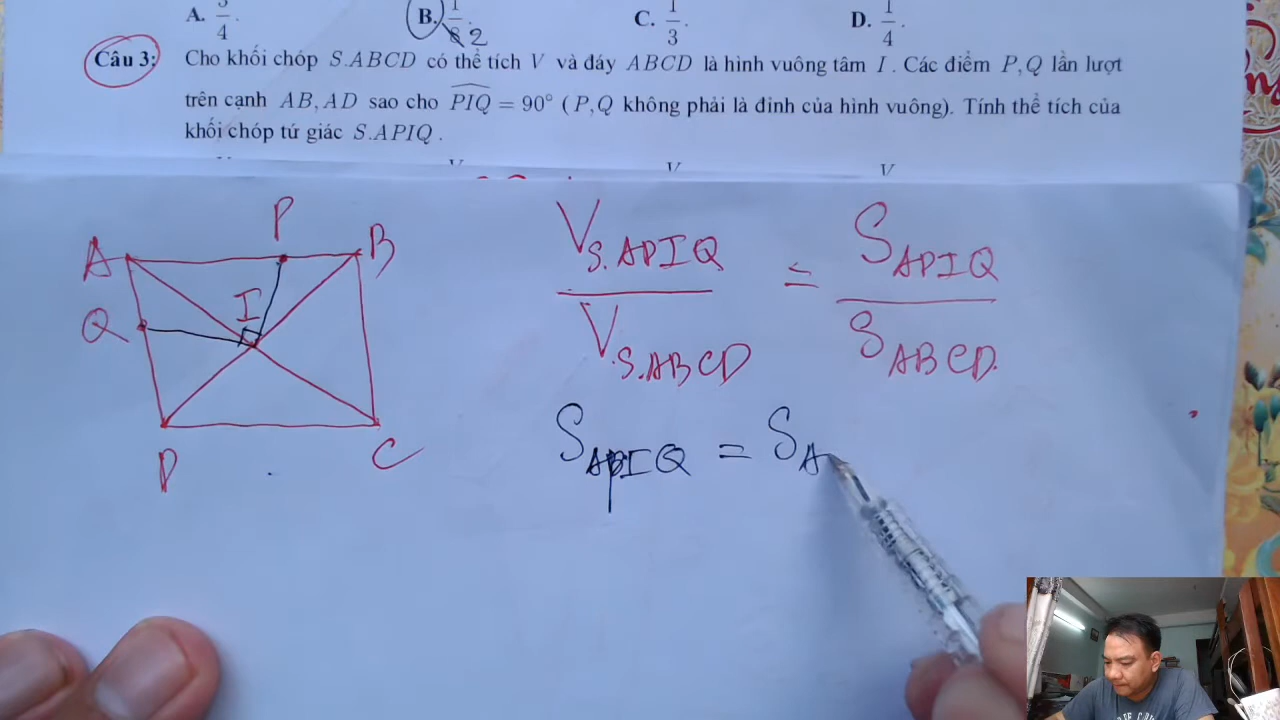 A. 3/4. B. 1/8 2. C. 1/3. D. 1/4.
Câu 3: Cho khối chóp S.ABCD có thể tích V và đáy ABCD là hình vuông tâm I. Các điểm P,Q lần lượt
trên cạnh AB, AD sao cho PIQ = 90° (P,Q không phải là đỉnh của hình vuông). Tính thể tích của
khối chóp tứ giác S.APIQ.
V V V V
A P B
Q I
D C
V S.APIQ / V S.ABCD = S APIQ / S ABCD.
S APIQ = S A